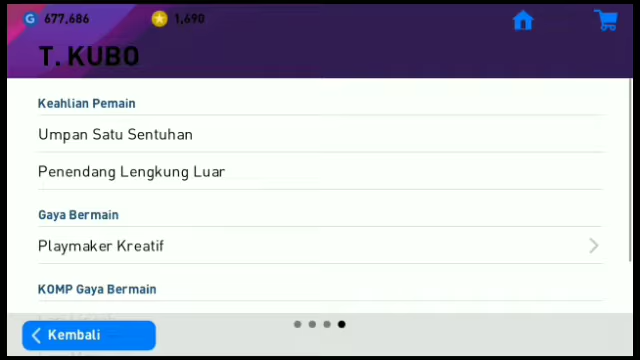 G 677,686 1,690
T. KUBO
Keahlian Pemain
Umpan Satu Sentuhan
Penendang Lengkung Luar
Gaya Bermain
Playmaker Kreatif
KOMP Gaya Bermain
Kembali